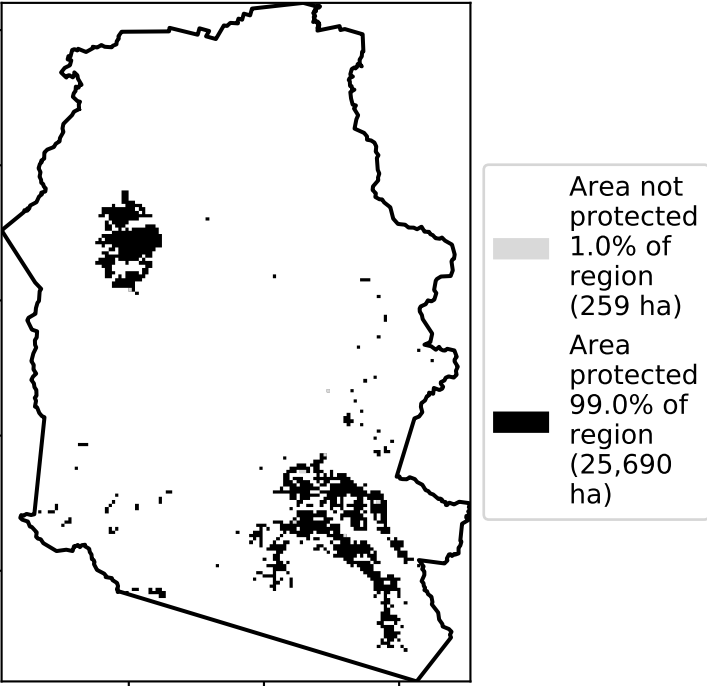 Area not
protected
1.0% of
region
(259 ha)
Area
protected
99.0% of
region
(25,690
ha)